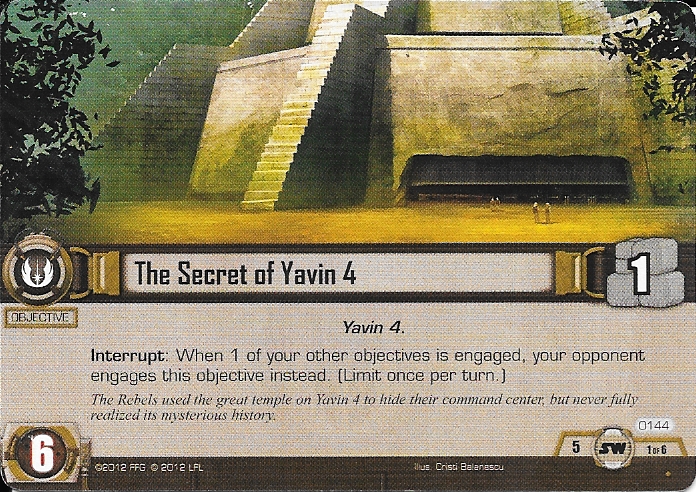 The Secret of Yavin 4
1
OBJECTIVE
Yavin 4.
Interrupt: When 1 of your other objectives is engaged, your opponent
engages this objective instead. (Limit once per turn.)
The Rebels used the great temple on Yavin 4 to hide their command center, but never fully
realized its mysterious history.
0144
6
5
SW
1 OF 6
©2012 FFG © 2012 LFL
Illus. Cristi Balanescu